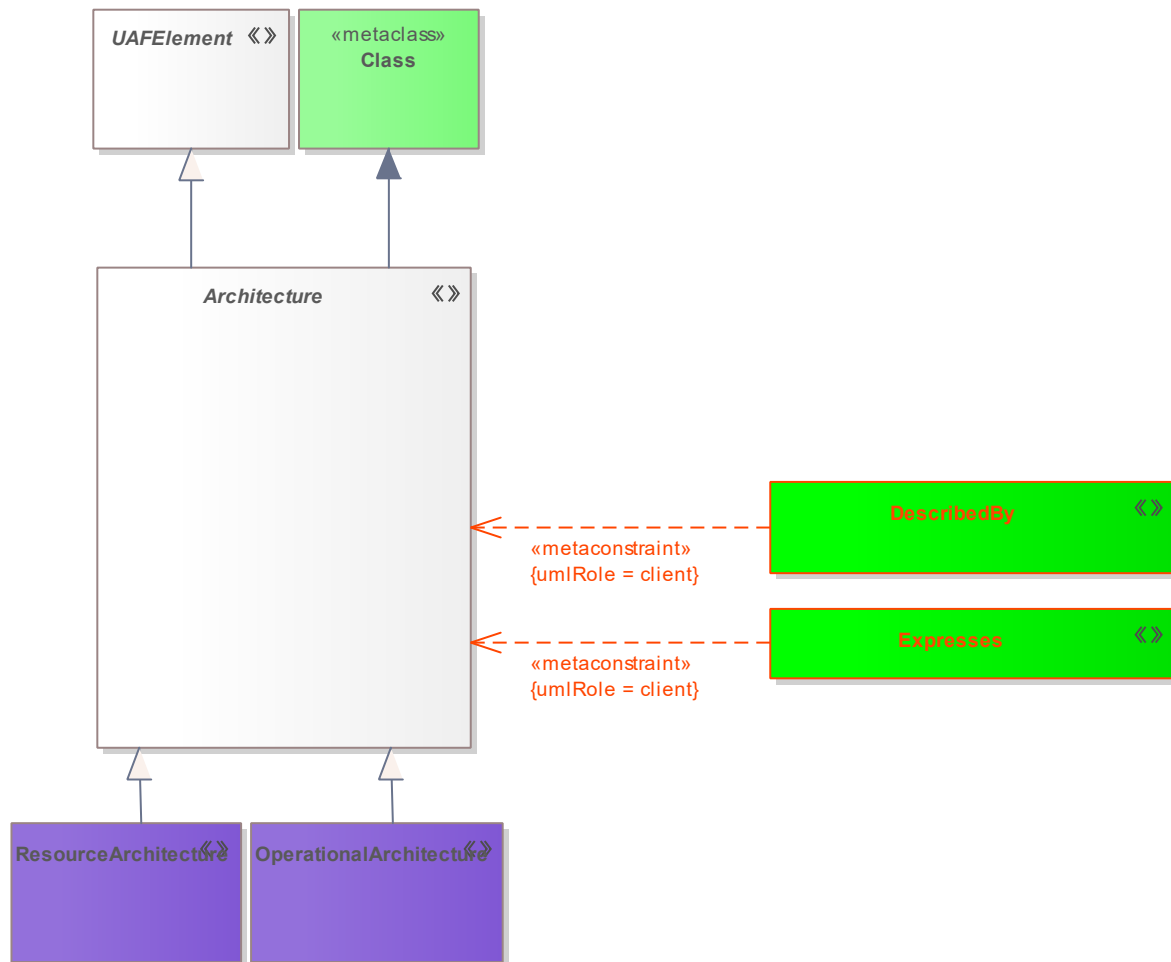 UAFElement
«metaclass»
Class
Architecture
DescribedBy
«metaconstraint»
{umlRole = client}
Expresses
«metaconstraint»
{umlRole = client}
ResourceArchitecture
OperationalArchitecture